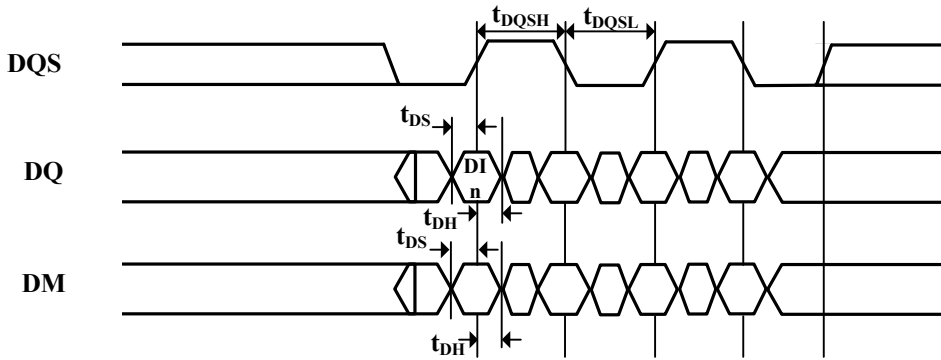 tDQSH tDQSL
DQS
tDS
DQ
DI
n
tDH
tDS
DM
tDH